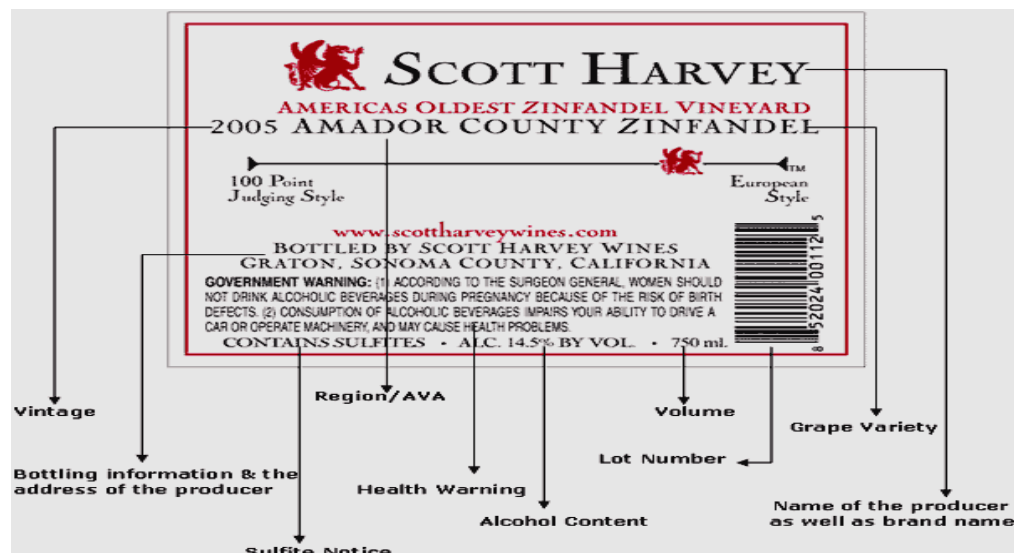 SCOTT HARVEY
AMERICAS OLDEST ZINFANDEL VINEYARD
2005 AMADOR COUNTY ZINFANDEL
100 Point
Judging Style
TM
European
Style
www.scottharveywines.com
BOTTLED BY SCOTT HARVEY WINES
GRATON, SONOMA COUNTY, CALIFORNIA
GOVERNMENT WARNING: (1) ACCORDING TO THE SURGEON GENERAL, WOMEN SHOULD
NOT DRINK ALCOHOLIC BEVERAGES DURING PREGNANCY BECAUSE OF THE RISK OF BIRTH
DEFECTS. (2) CONSUMPTION OF ALCOHOLIC BEVERAGES IMPAIRS YOUR ABILITY TO DRIVE A
CAR OR OPERATE MACHINERY, AND MAY CAUSE HEALTH PROBLEMS.
CONTAINS SULFITES • ALC. 14.5% BY VOL. • 750 ml.
8 52024 00112 5
Vintage
Region/AVA
Volume
Grape Variety
Bottling information & the
address of the producer
Health Warning
Lot Number
Alcohol Content
Name of the producer
as well as brand name
Sulfite Notice